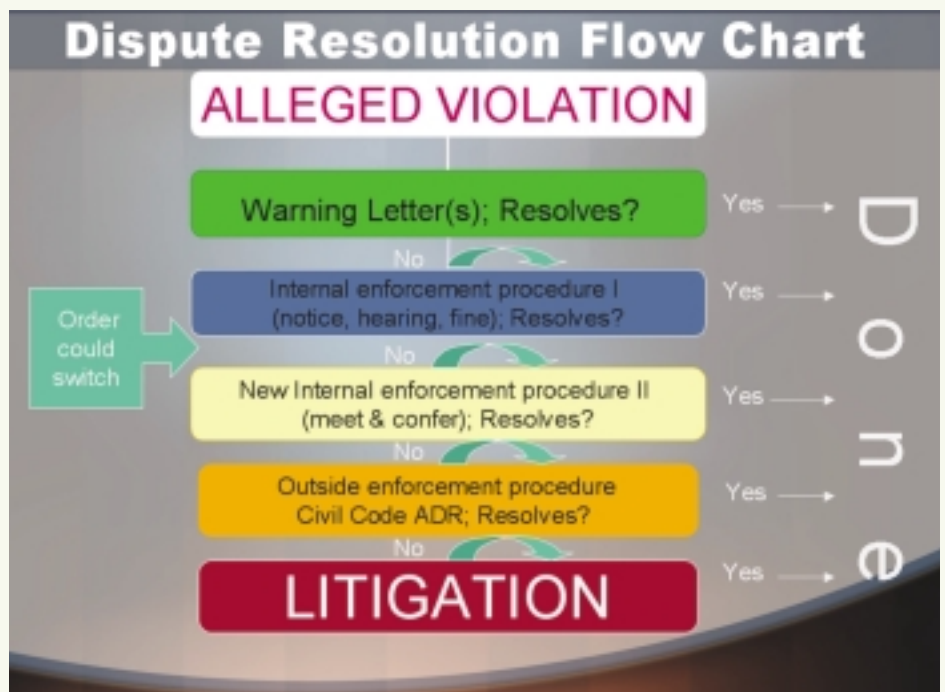 Dispute Resolution Flow Chart
ALLEGED VIOLATION
Warning Letter(s); Resolves?
Yes
No
Internal enforcement procedure I
(notice, hearing, fine); Resolves?
Yes
Order
could
switch
No
New Internal enforcement procedure II
(meet & confer); Resolves?
Yes
No
Outside enforcement procedure
Civil Code ADR; Resolves?
Yes
No
LITIGATION
Yes
Done